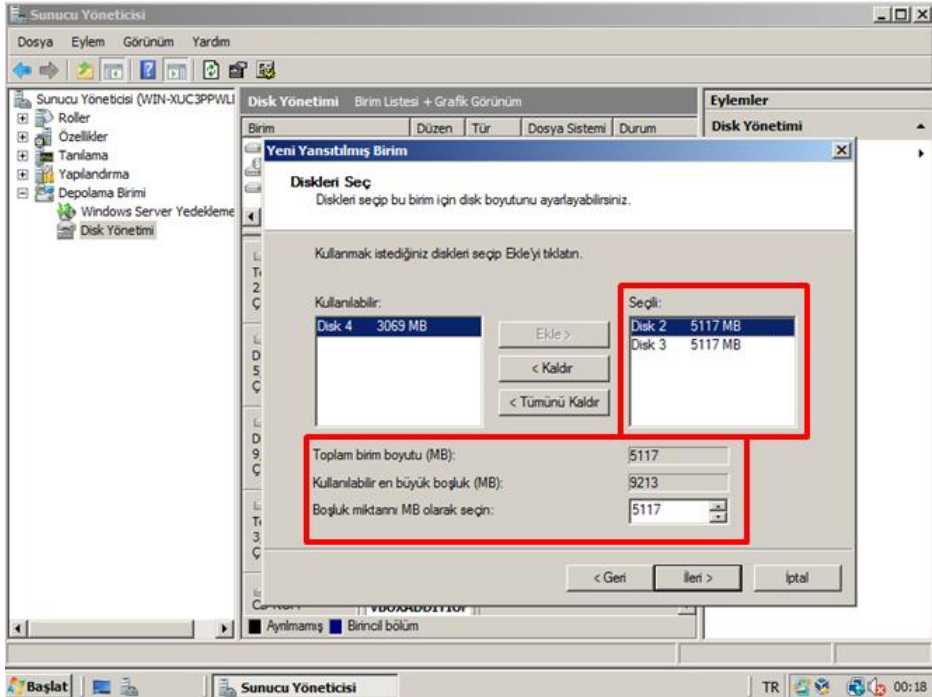 Sunucu Yöneticisi
Dosya Eylem Görünüm Yardım
Sunucu Yöneticisi (WIN-XUC3PPWLI
Roller
Özellikler
Tanılama
Yapılandırma
Depolama Birimi
Windows Server Yedekleme
Disk Yönetimi
Disk Yönetimi Birim Listesi + Grafik Görünüm
Birim Düzen Tür Dosya Sistemi Durum
Eylemler
Disk Yönetimi
Yeni Yansıtılmış Birim
Diskleri Seç
Diskleri seçip bu birim için disk boyutunu ayarlayabilirsiniz.
Kullanmak istediğiniz diskleri seçip Ekle'yi tıklatın.
Kullanılabilir:
Disk 4 3069 MB
Ekle >
< Kaldır
< Tümünü Kaldır
Seçili:
Disk 2 5117 MB
Disk 3 5117 MB
Toplam birim boyutu (MB): 5117
Kullanılabilir en büyük boşluk (MB): 9213
Boşluk miktarını MB olarak seçin: 5117
< Geri İleri > İptal
Ayrılmamış Birincil bölüm
Başlat Sunucu Yöneticisi TR 00:18